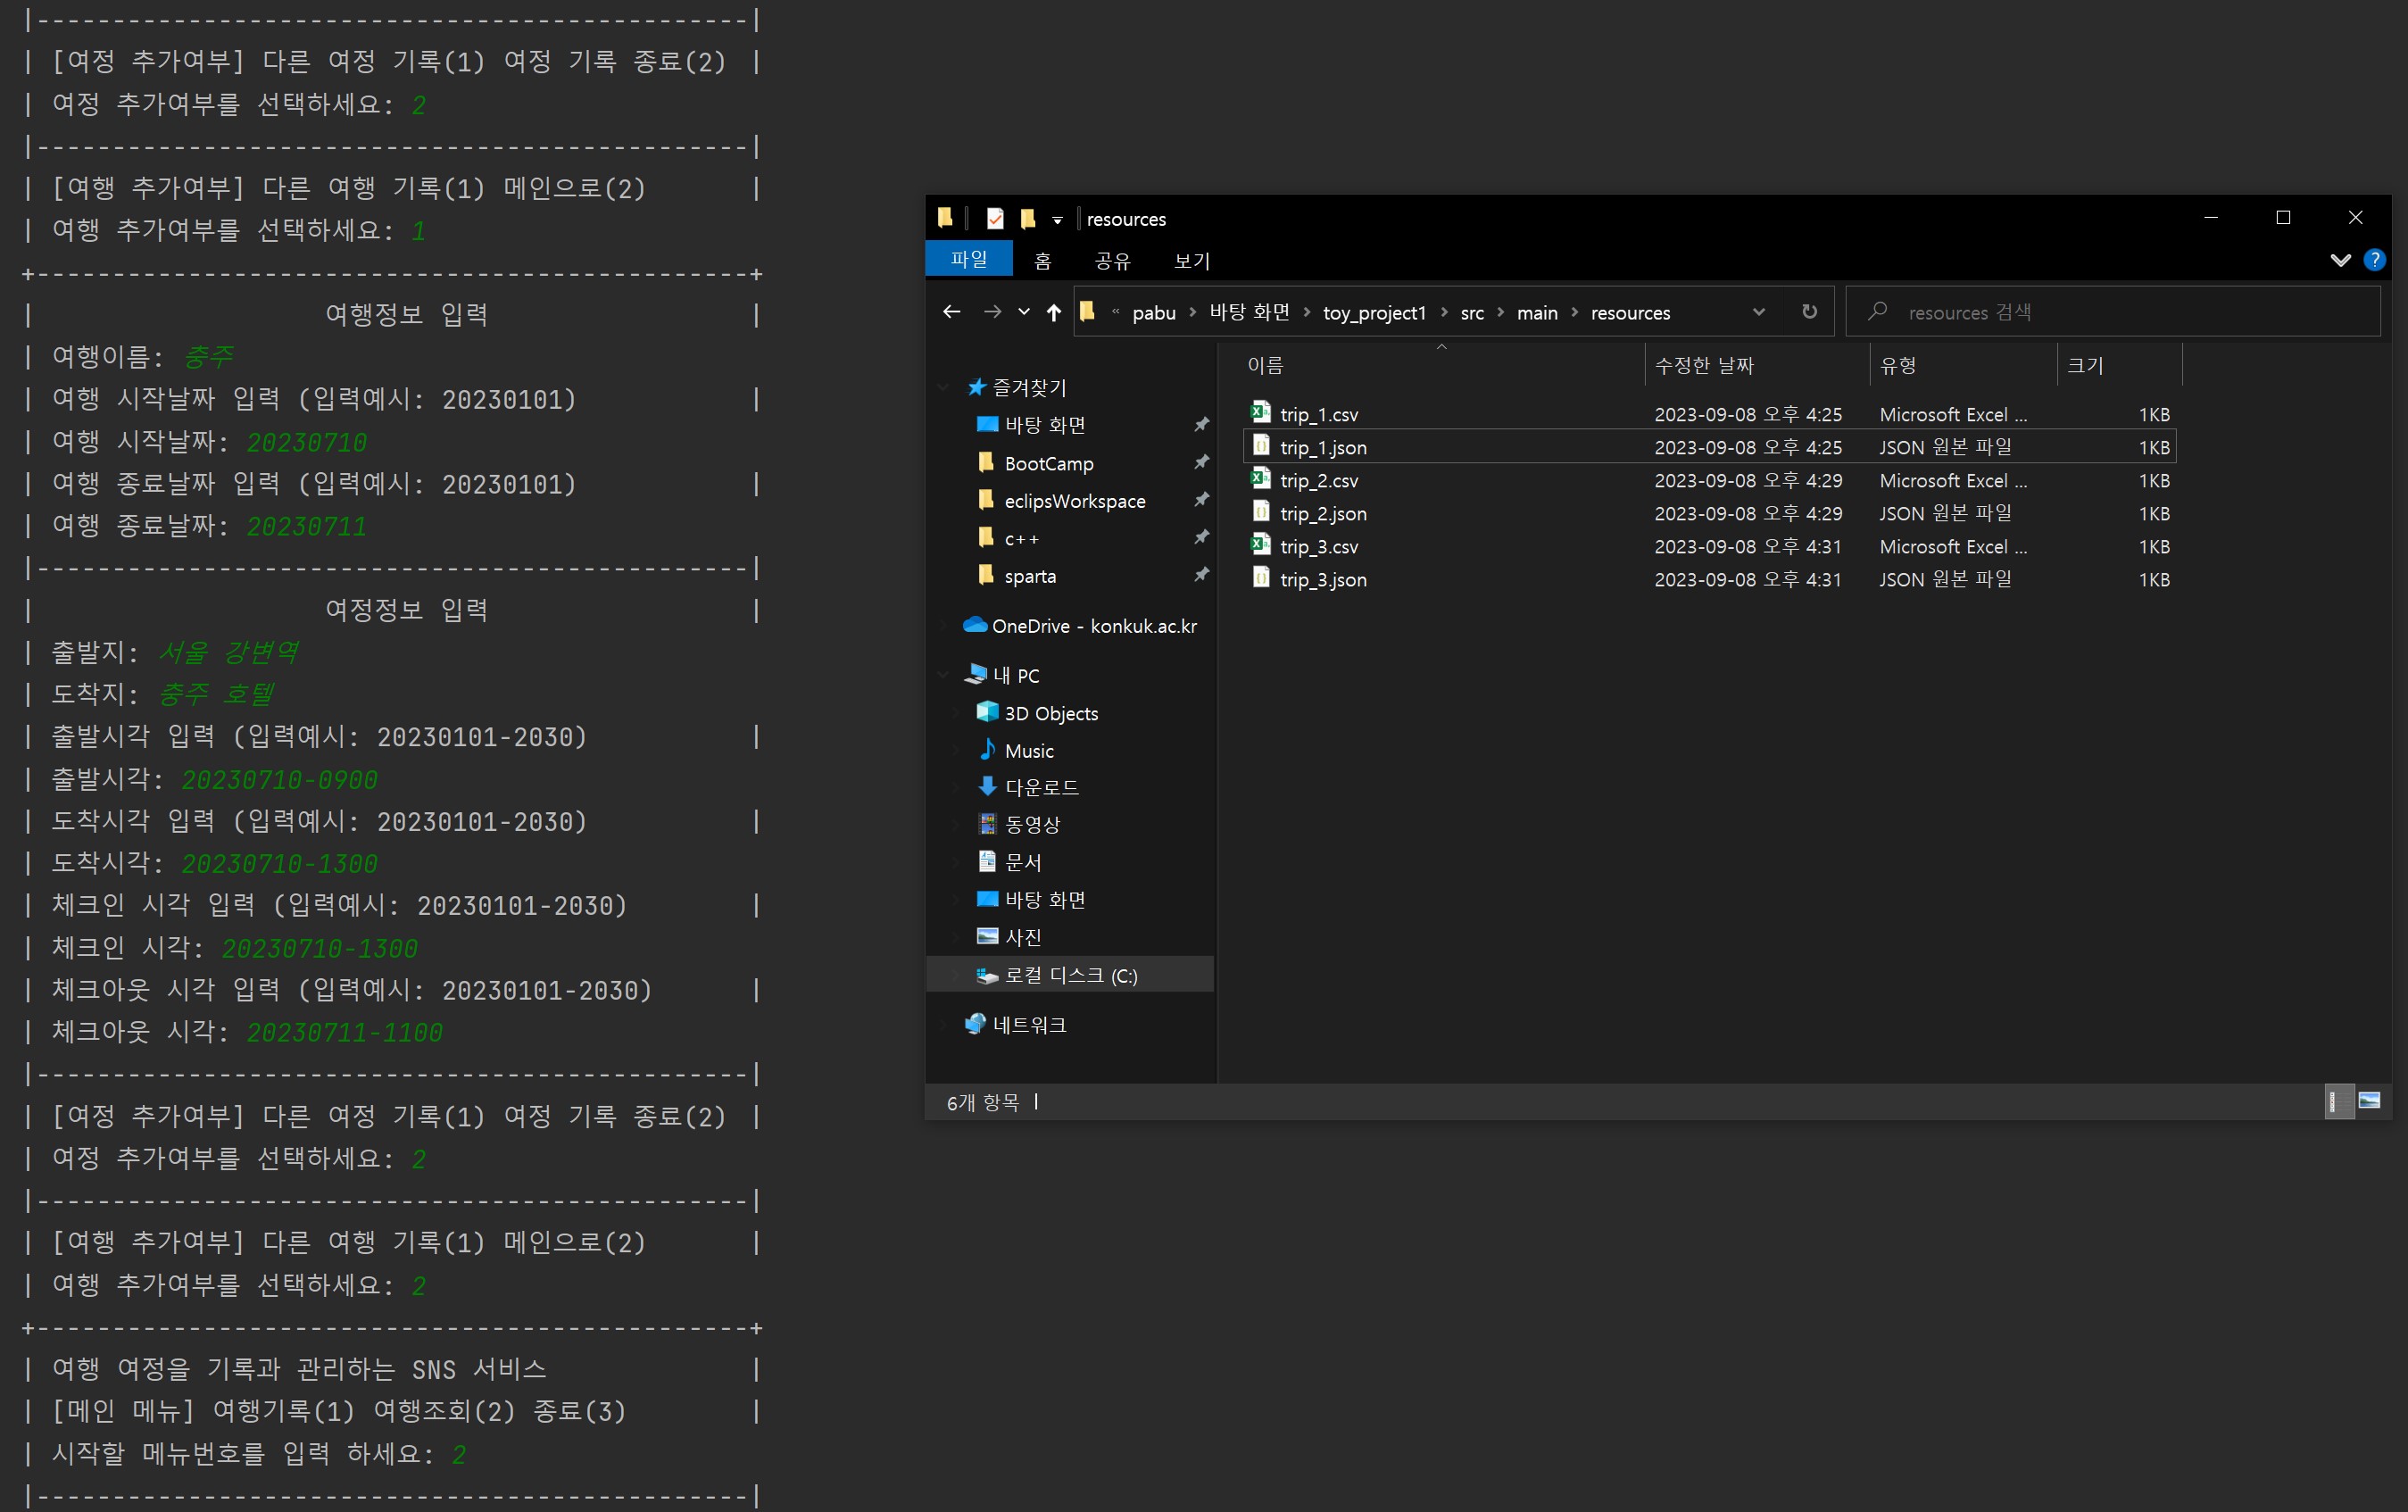 |-----------------------------------------------|
| [여정 추가여부] 다른 여정 기록(1) 여정 기록 종료(2) |
| 여정 추가여부를 선택하세요: 2
|-----------------------------------------------|
| [여행 추가여부] 다른 여행 기록(1) 메인으로(2) |
| 여행 추가여부를 선택하세요: 1
+-----------------------------------------------+
| 여행정보 입력 |
| 여행이름: 충주
| 여행 시작날짜 입력 (입력예시: 20230101) |
| 여행 시작날짜: 20230710
| 여행 종료날짜 입력 (입력예시: 20230101) |
| 여행 종료날짜: 20230711
|-----------------------------------------------|
| 여정정보 입력 |
| 출발지: 서울 강변역
| 도착지: 충주 호텔
| 출발시각 입력 (입력예시: 20230101-2030) |
| 출발시각: 20230710-0900
| 도착시각 입력 (입력예시: 20230101-2030) |
| 도착시각: 20230710-1300
| 체크인 시각 입력 (입력예시: 20230101-2030) |
| 체크인 시각: 20230710-1300
| 체크아웃 시각 입력 (입력예시: 20230101-2030) |
| 체크아웃 시각: 20230711-1100
|-----------------------------------------------|
| [여정 추가여부] 다른 여정 기록(1) 여정 기록 종료(2) |
| 여정 추가여부를 선택하세요: 2
|-----------------------------------------------|
| [여행 추가여부] 다른 여행 기록(1) 메인으로(2) |
| 여행 추가여부를 선택하세요: 2
+-----------------------------------------------+
| 여행 여정을 기록과 관리하는 SNS 서비스 |
| [메인 메뉴] 여행기록(1) 여행조회(2) 종료(3) |
| 시작할 메뉴번호를 입력 하세요: 2
|-----------------------------------------------|
resources
파일 홈 공유 보기
« pabu › 바탕 화면 › toy_project1 › src › main › resources
resources 검색
즐겨찾기
바탕 화면
BootCamp
eclipsWorkspace
c++
sparta
OneDrive - konkuk.ac.kr
내 PC
3D Objects
Music
다운로드
동영상
문서
바탕 화면
사진
로컬 디스크 (C:)
네트워크
이름 수정한 날짜 유형 크기
trip_1.csv 2023-09-08 오후 4:25 Microsoft Excel ... 1KB
trip_1.json 2023-09-08 오후 4:25 JSON 원본 파일 1KB
trip_2.csv 2023-09-08 오후 4:29 Microsoft Excel ... 1KB
trip_2.json 2023-09-08 오후 4:29 JSON 원본 파일 1KB
trip_3.csv 2023-09-08 오후 4:31 Microsoft Excel ... 1KB
trip_3.json 2023-09-08 오후 4:31 JSON 원본 파일 1KB
6개 항목